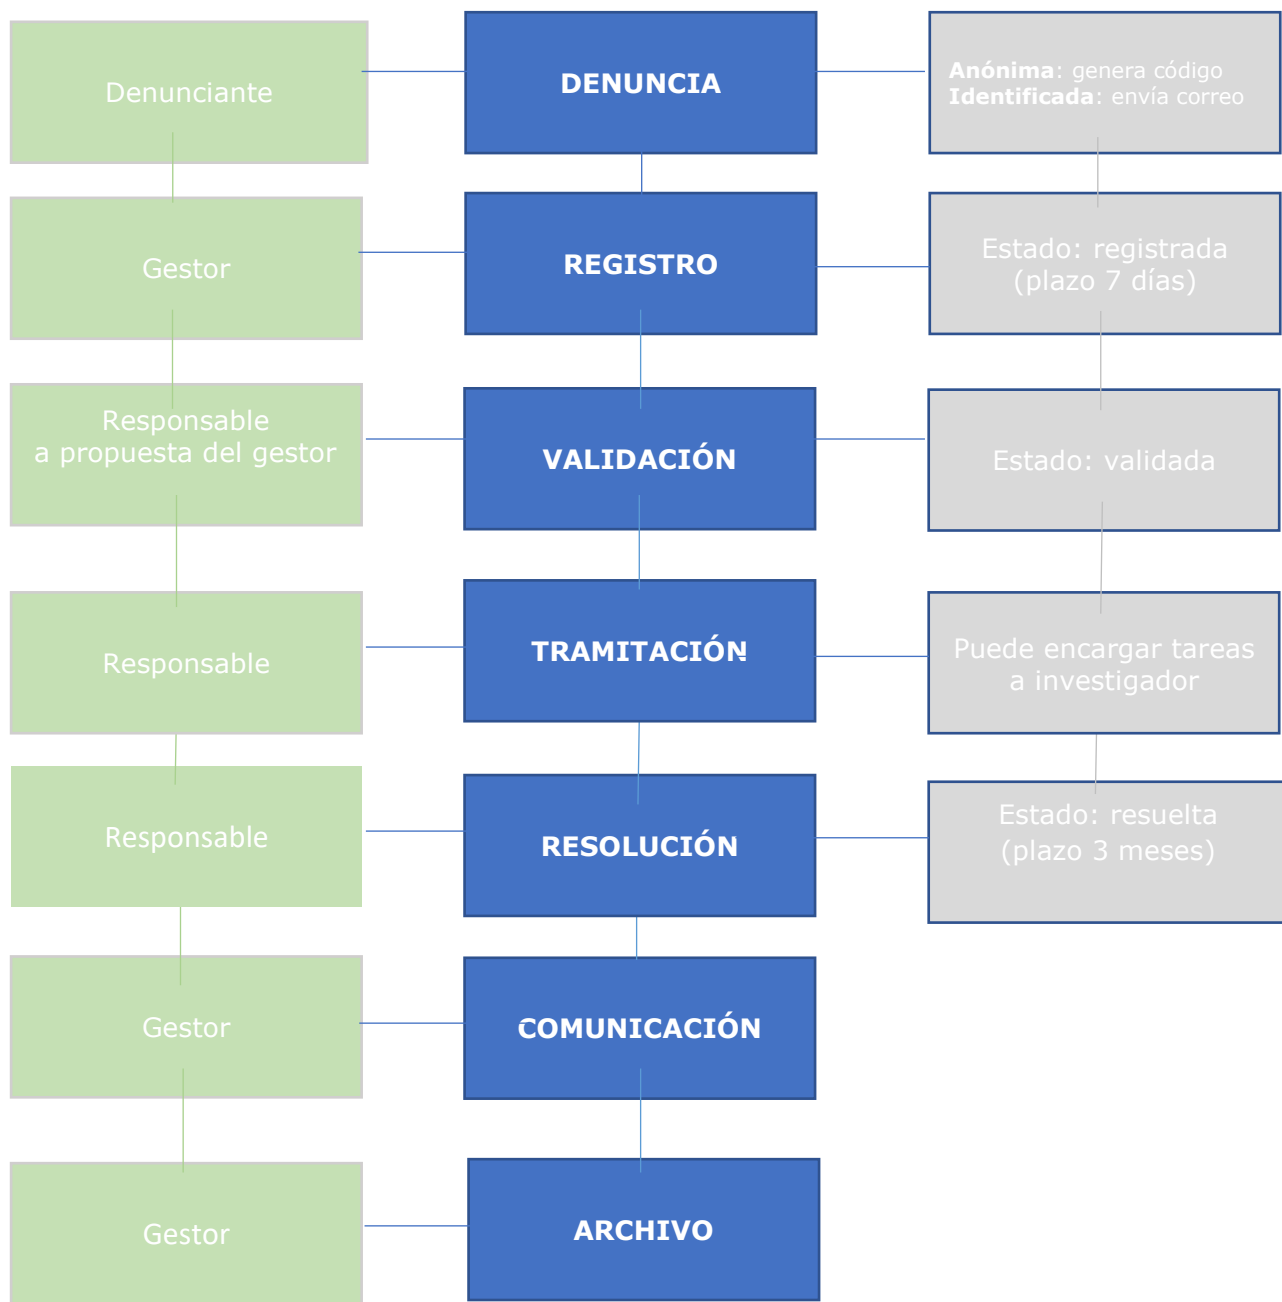 Denunciante
DENUNCIA
Anónima: genera código
Identificada: envía correo
Gestor
REGISTRO
Estado: registrada
(plazo 7 días)
Responsable
a propuesta del gestor
VALIDACIÓN
Estado: validada
Responsable
TRAMITACIÓN
Puede encargar tareas
a investigador
Responsable
RESOLUCIÓN
Estado: resuelta
(plazo 3 meses)
Gestor
COMUNICACIÓN
Gestor
ARCHIVO